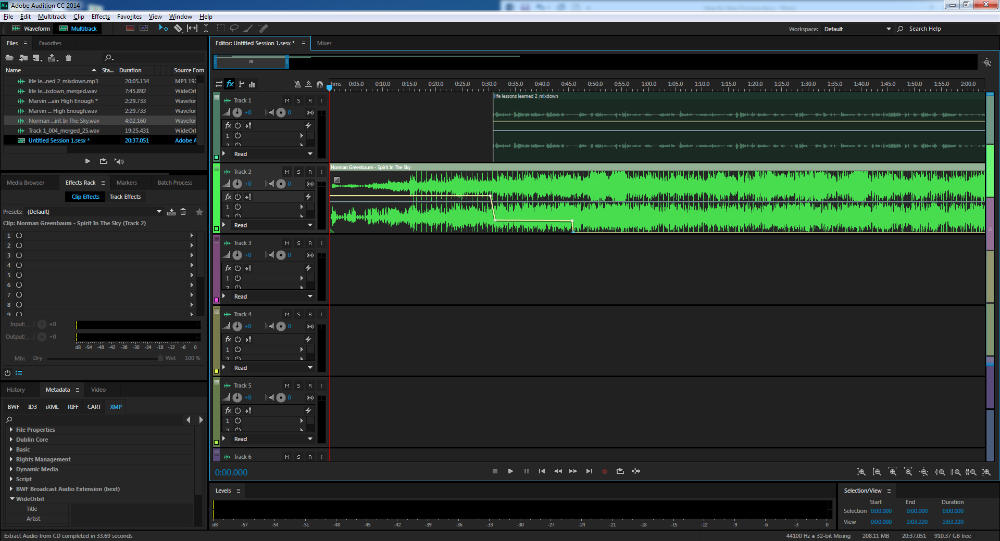 Au Adobe Audition CC 2014
File Edit Multitrack Clip Effects Favorites View Window Help
Waveform Multitrack Workspace: Default Search Help
Files Favorites
Name Sta... Duration Source Form
life le...ned 2_mixdown.mp3 20:05.134 MP3 192
life le...ixdown_merged.wav 7:45.892 WideOrb
Marvin ...ain High Enough * 2:29.733 Wavefor
Marvin ... High Enough.wav 2:29.733 Wavefor
Norman ...irit In The Sky.wav 4:02.160 Wavefor
Track 1_004_merged_25.wav 19:25.431 WideOrb
Untitled Session 1.sesx * 20:37.051 Adobe A
Media Browser Effects Rack Markers Batch Process
Clip Effects Track Effects
Presets: (Default)
Clip: Norman Greenbaum - Spirit In The Sky (Track 2)
1
2
3
4
5
6
7
8
9
Input: +0
Output: +0
dB -54 -48 -42 -36 -30 -24 -18 -12 -6 0
Mix: Dry Wet 100 %
History Metadata Video
BWF ID3 iXML RIFF CART XMP
File Properties
Dublin Core
Basic
Rights Management
Dynamic Media
Script
BWF Broadcast Audio Extension (bext)
WideOrbit
Title
Artist
Editor: Untitled Session 1.sesx * Mixer
fx hms 0:05.0 0:10.0 0:15.0 0:20.0 0:25.0 0:30.0 0:35.0 0:40.0 0:45.0 0:50.0 0:55.0 1:00.0 1:05.0 1:10.0 1:15.0 1:20.0 1:25.0 1:30.0 1:35.0 1:40.0 1:45.0 1:50.0 1:55.0 2:00.0
Track 1 M S R I
+0 0
fx
1
2
Read
life lessons learned 2_mixdown
Track 2 M S R I
+0 0
fx
1
2
Read
Norman Greenbaum - Spirit In The Sky
Track 3 M S R I
+0 0
fx
1
2
Read
Track 4 M S R I
+0 0
fx
1
2
Read
Track 5 M S R I
+0 0
fx
1
2
Read
Track 6 M S R I
0:00.000
Levels
dB -57 -54 -51 -48 -45 -42 -39 -36 -33 -30 -27 -24 -21 -18 -15 -12 -9 -6 -3 0
Selection/View
Start End Duration
Selection 0:00.000 0:00.000 0:00.000
View 0:00.000 2:03.220 2:03.220
Extract Audio from CD completed in 33.69 seconds
44100 Hz ● 32-bit Mixing 208.11 MB 20:37.051 910.37 GB free